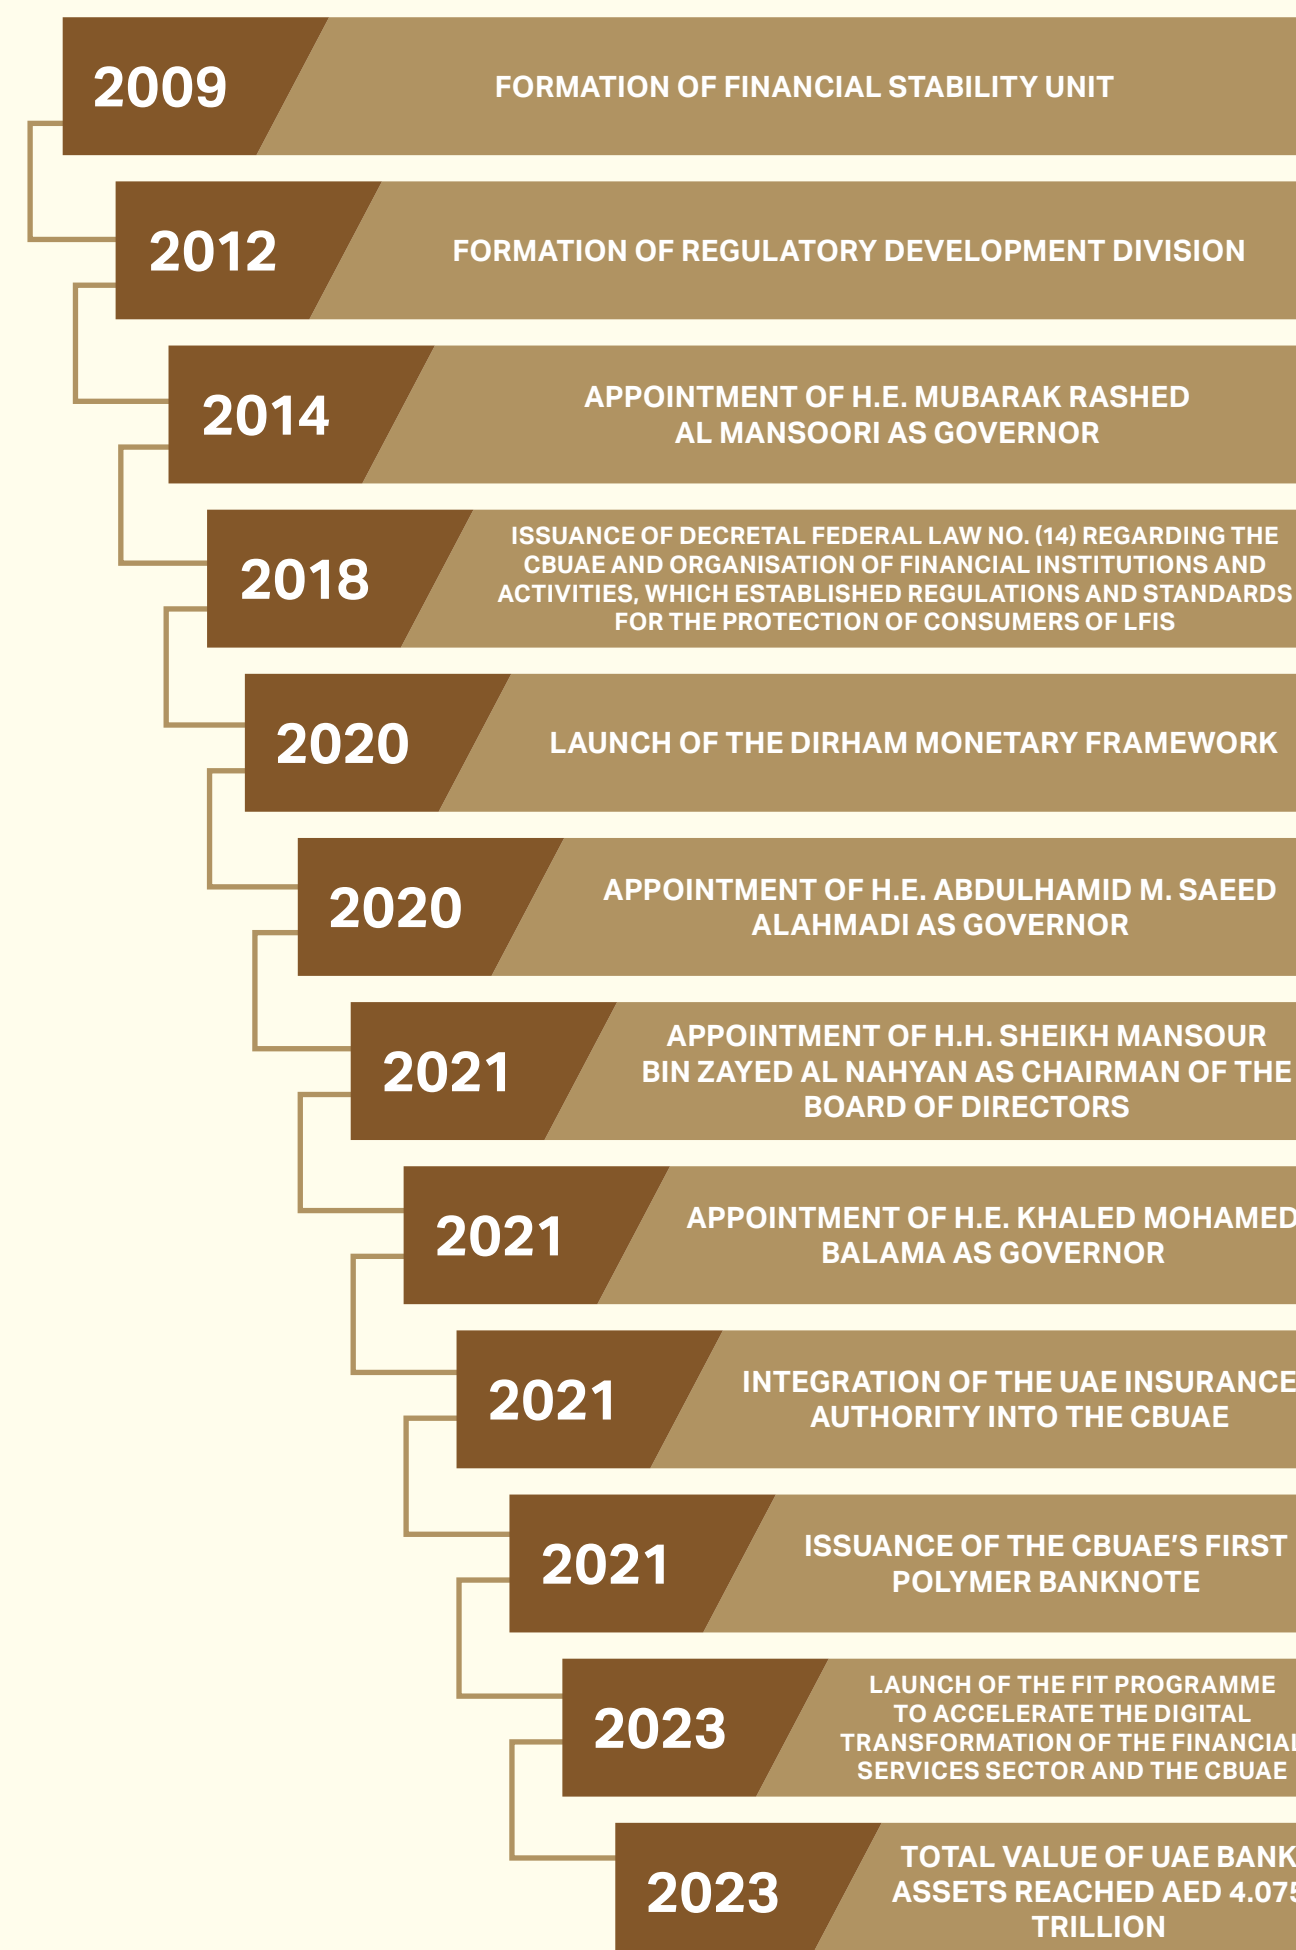 2009
FORMATION OF FINANCIAL STABILITY UNIT
2012
FORMATION OF REGULATORY DEVELOPMENT DIVISION
2014
APPOINTMENT OF H.E. MUBARAK RASHED
AL MANSOORI AS GOVERNOR
2018
ISSUANCE OF DECRETAL FEDERAL LAW NO. (14) REGARDING THE
CBUAE AND ORGANISATION OF FINANCIAL INSTITUTIONS AND
ACTIVITIES, WHICH ESTABLISHED REGULATIONS AND STANDARDS
FOR THE PROTECTION OF CONSUMERS OF LFIS
2020
LAUNCH OF THE DIRHAM MONETARY FRAMEWORK
2020
APPOINTMENT OF H.E. ABDULHAMID M. SAEED
ALAHMADI AS GOVERNOR
2021
APPOINTMENT OF H.H. SHEIKH MANSOUR
BIN ZAYED AL NAHYAN AS CHAIRMAN OF THE
BOARD OF DIRECTORS
2021
APPOINTMENT OF H.E. KHALED MOHAMED
BALAMA AS GOVERNOR
2021
INTEGRATION OF THE UAE INSURANCE
AUTHORITY INTO THE CBUAE
2021
ISSUANCE OF THE CBUAE'S FIRST
POLYMER BANKNOTE
2023
LAUNCH OF THE FIT PROGRAMME
TO ACCELERATE THE DIGITAL
TRANSFORMATION OF THE FINANCIAL
SERVICES SECTOR AND THE CBUAE
2023
TOTAL VALUE OF UAE BANK
ASSETS REACHED AED 4.075
TRILLION